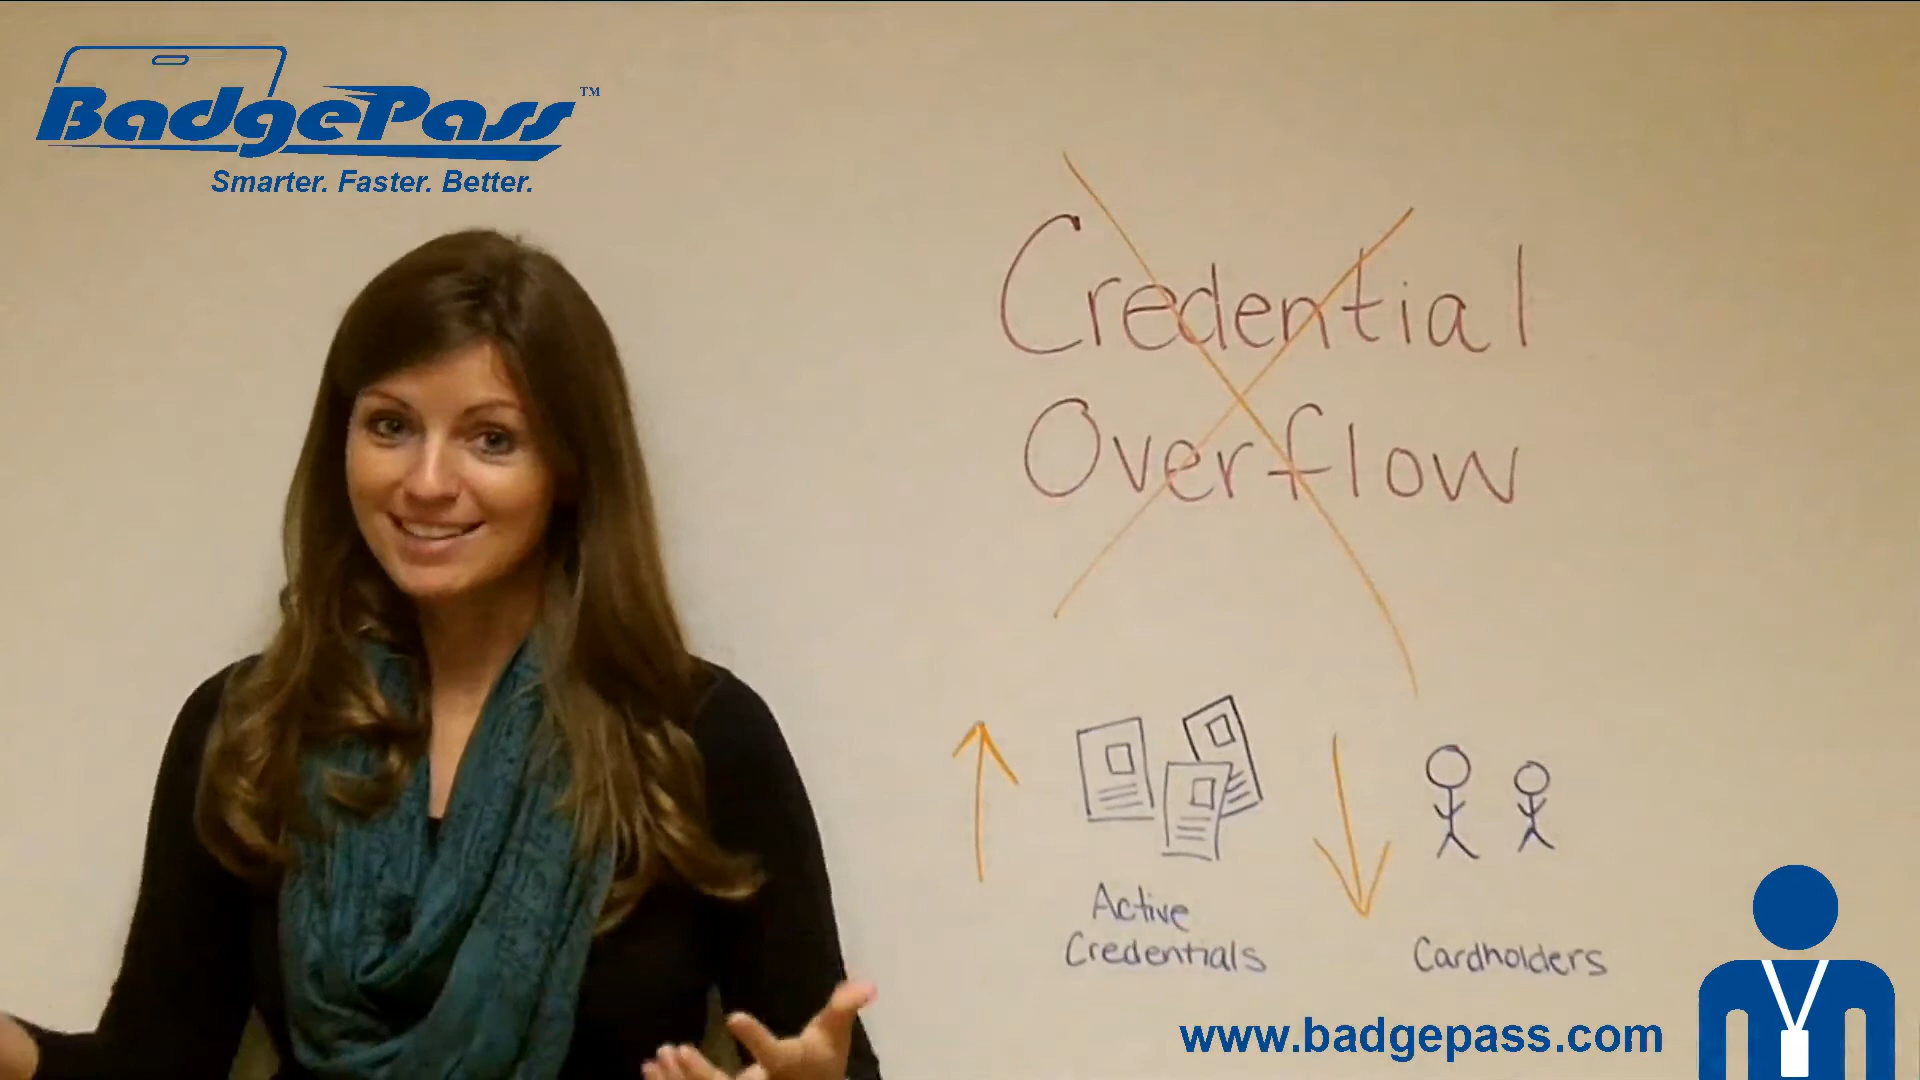 BadgePass™
Smarter. Faster. Better.
Credential
Overflow
Active
Credentials
Cardholders
www.badgepass.com